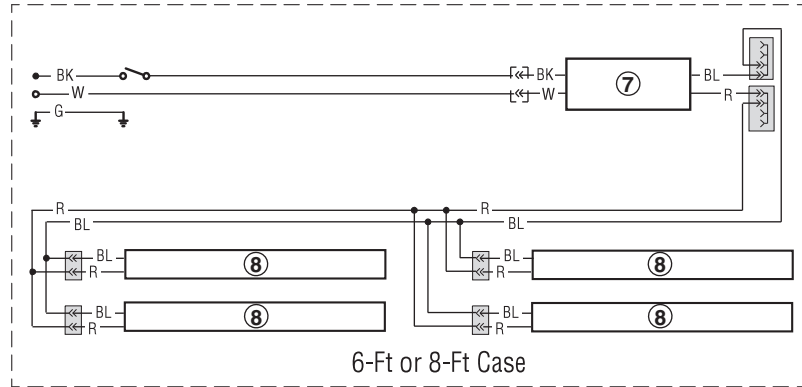 BK BK BL
7
W W R
G
R R
BL BL
BL 8 BL 8
R R
BL 8 BL 8
R R
6-Ft or 8-Ft Case